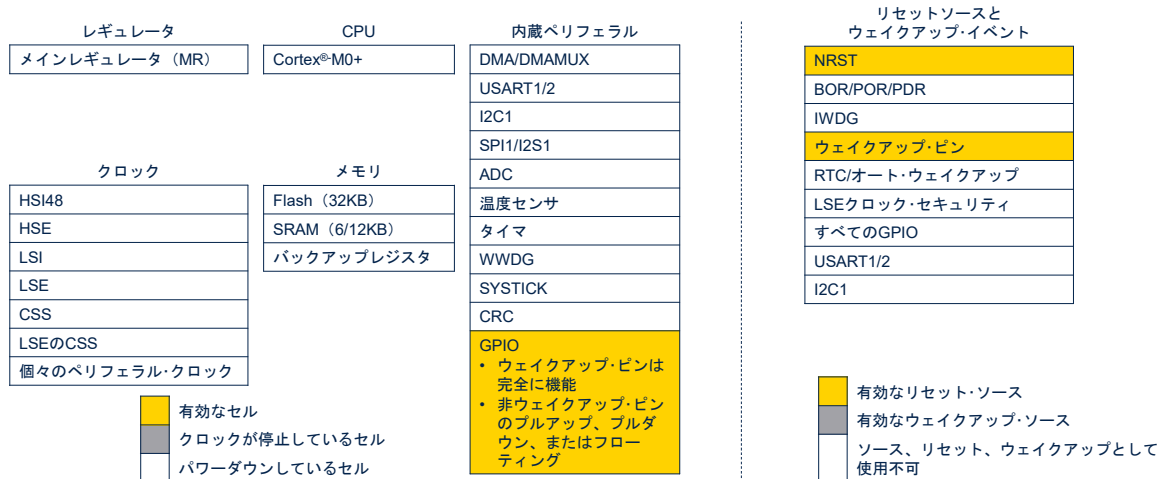 レギュレータ
メインレギュレータ（MR）
CPU
Cortex®-M0+
内蔵ペリフェラル
DMA/DMAMUX
USART1/2
I2C1
SPI1/I2S1
ADC
温度センサ
タイマ
WWDG
SYSTICK
CRC
GPIO
• ウェイクアップ·ピンは
完全に機能
• 非ウェイクアップ·ピン
のプルアップ、プルダ
ウン、またはフロー
ティング
クロック
HSI48
HSE
LSI
LSE
CSS
LSEのCSS
個々のペリフェラル·クロック
メモリ
Flash（32KB）
SRAM（6/12KB）
バックアップレジスタ
有効なセル
クロックが停止しているセル
パワーダウンしているセル
リセットソースと
ウェイクアップ·イベント
NRST
BOR/POR/PDR
IWDG
ウェイクアップ·ピン
RTC/オート·ウェイクアップ
LSEクロック·セキュリティ
すべてのGPIO
USART1/2
I2C1
有効なリセット·ソース
有効なウェイクアップ·ソース
ソース、リセット、ウェイクアップとして
使用不可